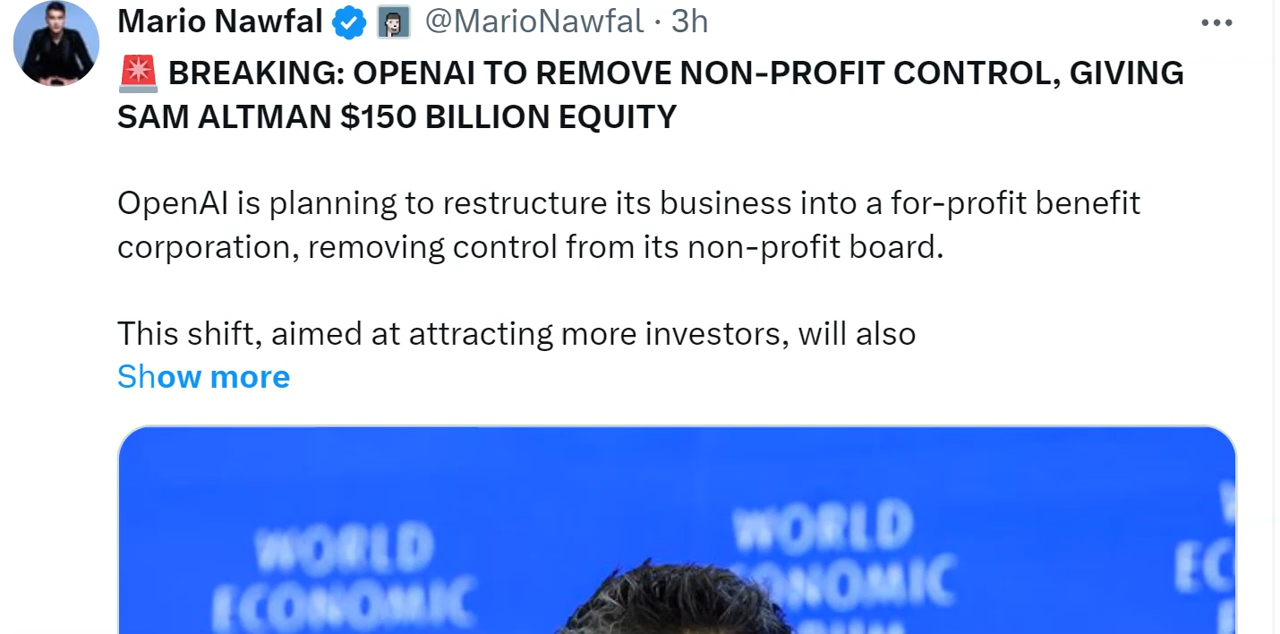 Mario Nawfal @MarioNawfal · 3h
🚨 BREAKING: OPENAI TO REMOVE NON-PROFIT CONTROL, GIVING
SAM ALTMAN $150 BILLION EQUITY
OpenAI is planning to restructure its business into a for-profit benefit
corporation, removing control from its non-profit board.
This shift, aimed at attracting more investors, will also
Show more
WORLD
ECONOMIC
WORLD